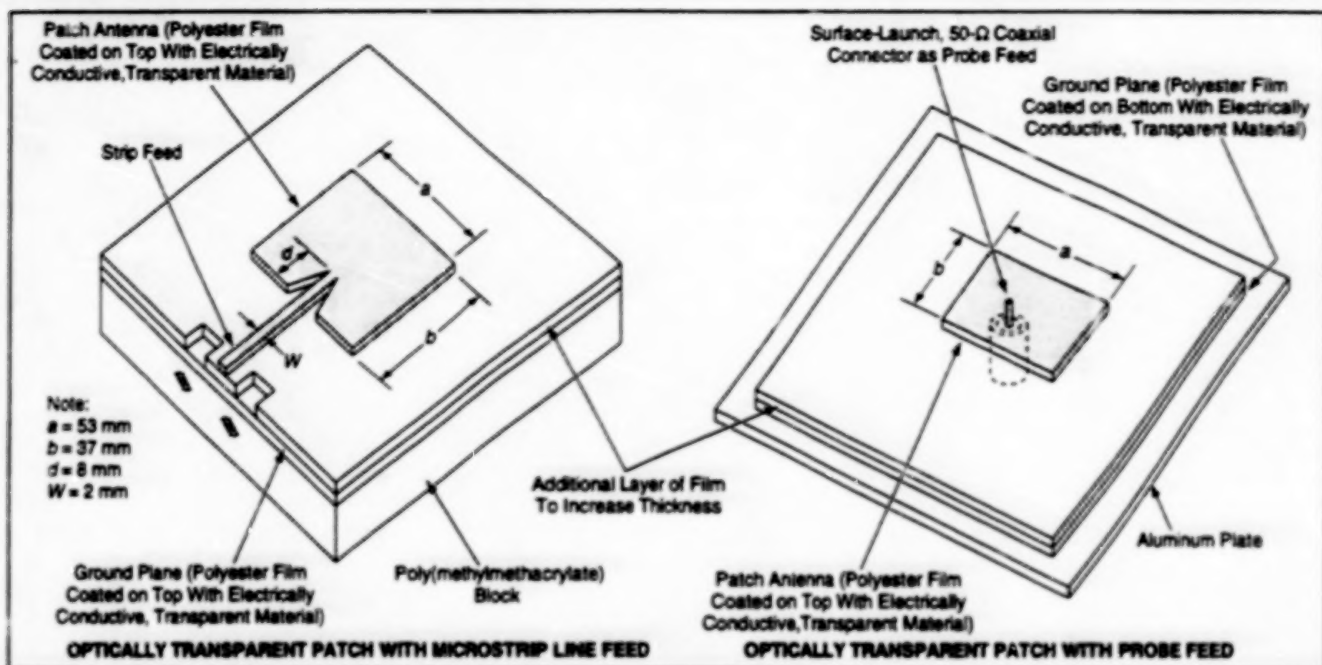 Patch Antenna (Polyester Film
Coated on Top With Electrically
Conductive,Transparent Material)
Strip Feed
a
d
b
W
Note:
a = 53 mm
b = 37 mm
d = 8 mm
W = 2 mm
Ground Plane (Polyester Film
Coated on Top With Electrically
Conductive, Transparent Material)
Poly(methylmethacrylate)
Block
Additional Layer of Film
To Increase Thickness
OPTICALLY TRANSPARENT PATCH WITH MICROSTRIP LINE FEED
Surface-Launch, 50-Ω Coaxial
Connector as Probe Feed
Ground Plane (Polyester Film
Coated on Bottom With Electrically
Conductive, Transparent Material)
a
b
Aluminum Plate
Patch Antenna (Polyester Film
Coated on Top With Electrically
Conductive,Transparent Material)
OPTICALLY TRANSPARENT PATCH WITH PROBE FEED